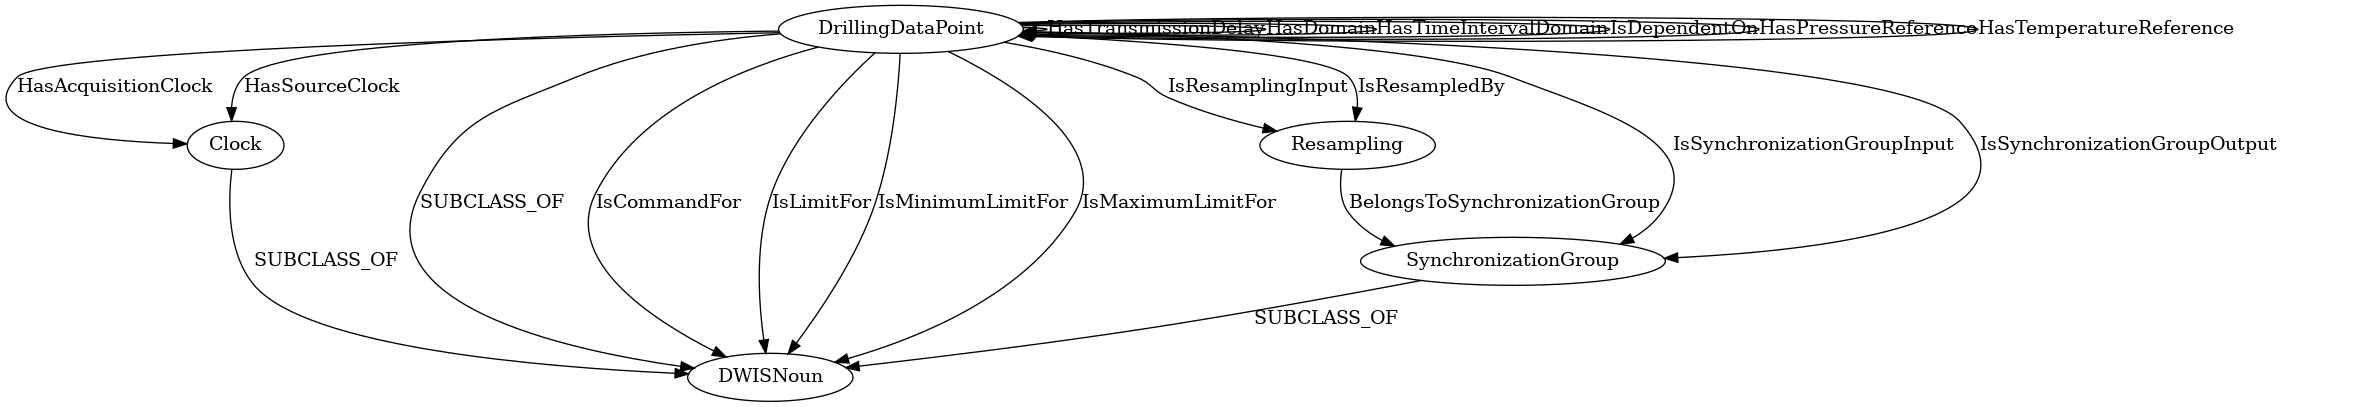 DrillingDataPoint
HasTransmissionDelay
HasDomain
HasTimeIntervalDomain
IsDependentOn
HasPressureReference
HasTemperatureReference
HasAcquisitionClock
HasSourceClock
IsResamplingInput
IsResampledBy
Clock
Resampling
IsSynchronizationGroupInput
IsSynchronizationGroupOutput
SUBCLASS_OF
IsCommandFor
IsLimitFor
IsMinimumLimitFor
IsMaximumLimitFor
BelongsToSynchronizationGroup
SUBCLASS_OF
SynchronizationGroup
SUBCLASS_OF
DWISNoun